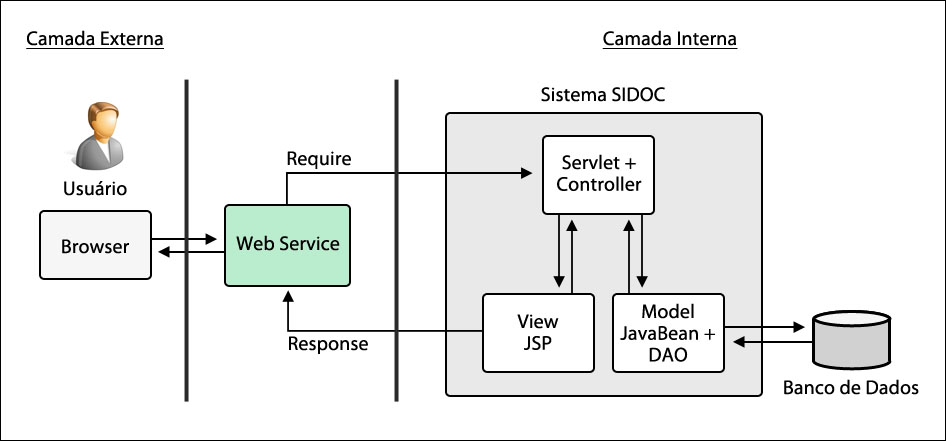 Camada Externa
Camada Interna
Sistema SIDOC
Usuário
Browser
Web Service
Require
Response
Servlet +
Controller
View
JSP
Model
JavaBean +
DAO
Banco de Dados